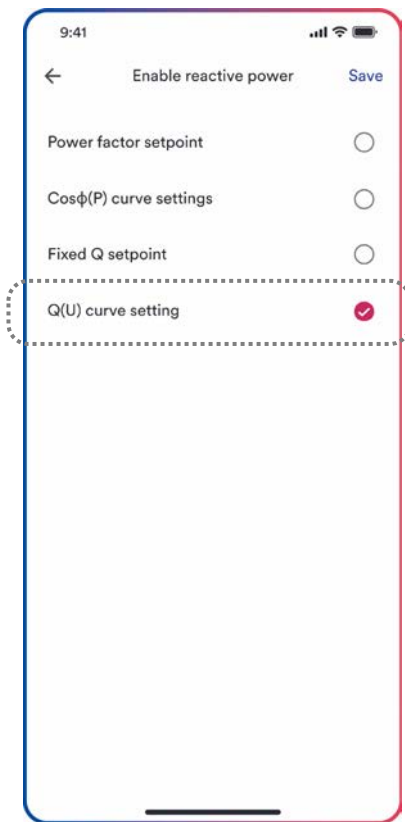 9:41
Enable reactive power Save
Power factor setpoint
Cosϕ(P) curve settings
Fixed Q setpoint
Q(U) curve setting